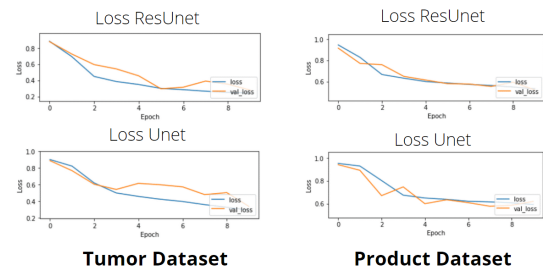 Loss ResUnet
Loss
0.8
0.6
0.4
0.2
0 2 4 6 8
Epoch
loss
val_loss
Loss ResUnet
Loss
1.0
0.8
0.6
0 2 4 6 8
Epoch
loss
val_loss
Loss Unet
Loss
1.0
0.8
0.6
0.4
0.2
0 2 4 6 8
Epoch
loss
val_loss
Loss Unet
Loss
1.0
0.8
0.6
0 2 4 6 8
Epoch
loss
val_loss
Tumor Dataset
Product Dataset